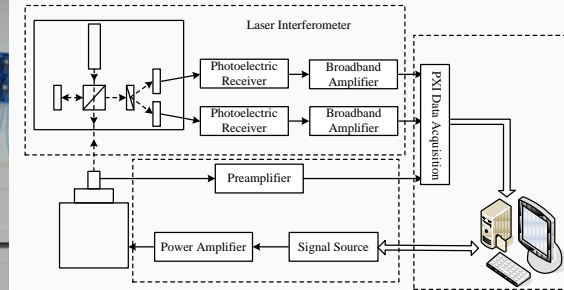 Laser Interferometer
Photoelectric
Receiver
Broadband
Amplifier
Photoelectric
Receiver
Broadband
Amplifier
PXI Data Acquisition
Preamplifier
Power Amplifier
Signal Source